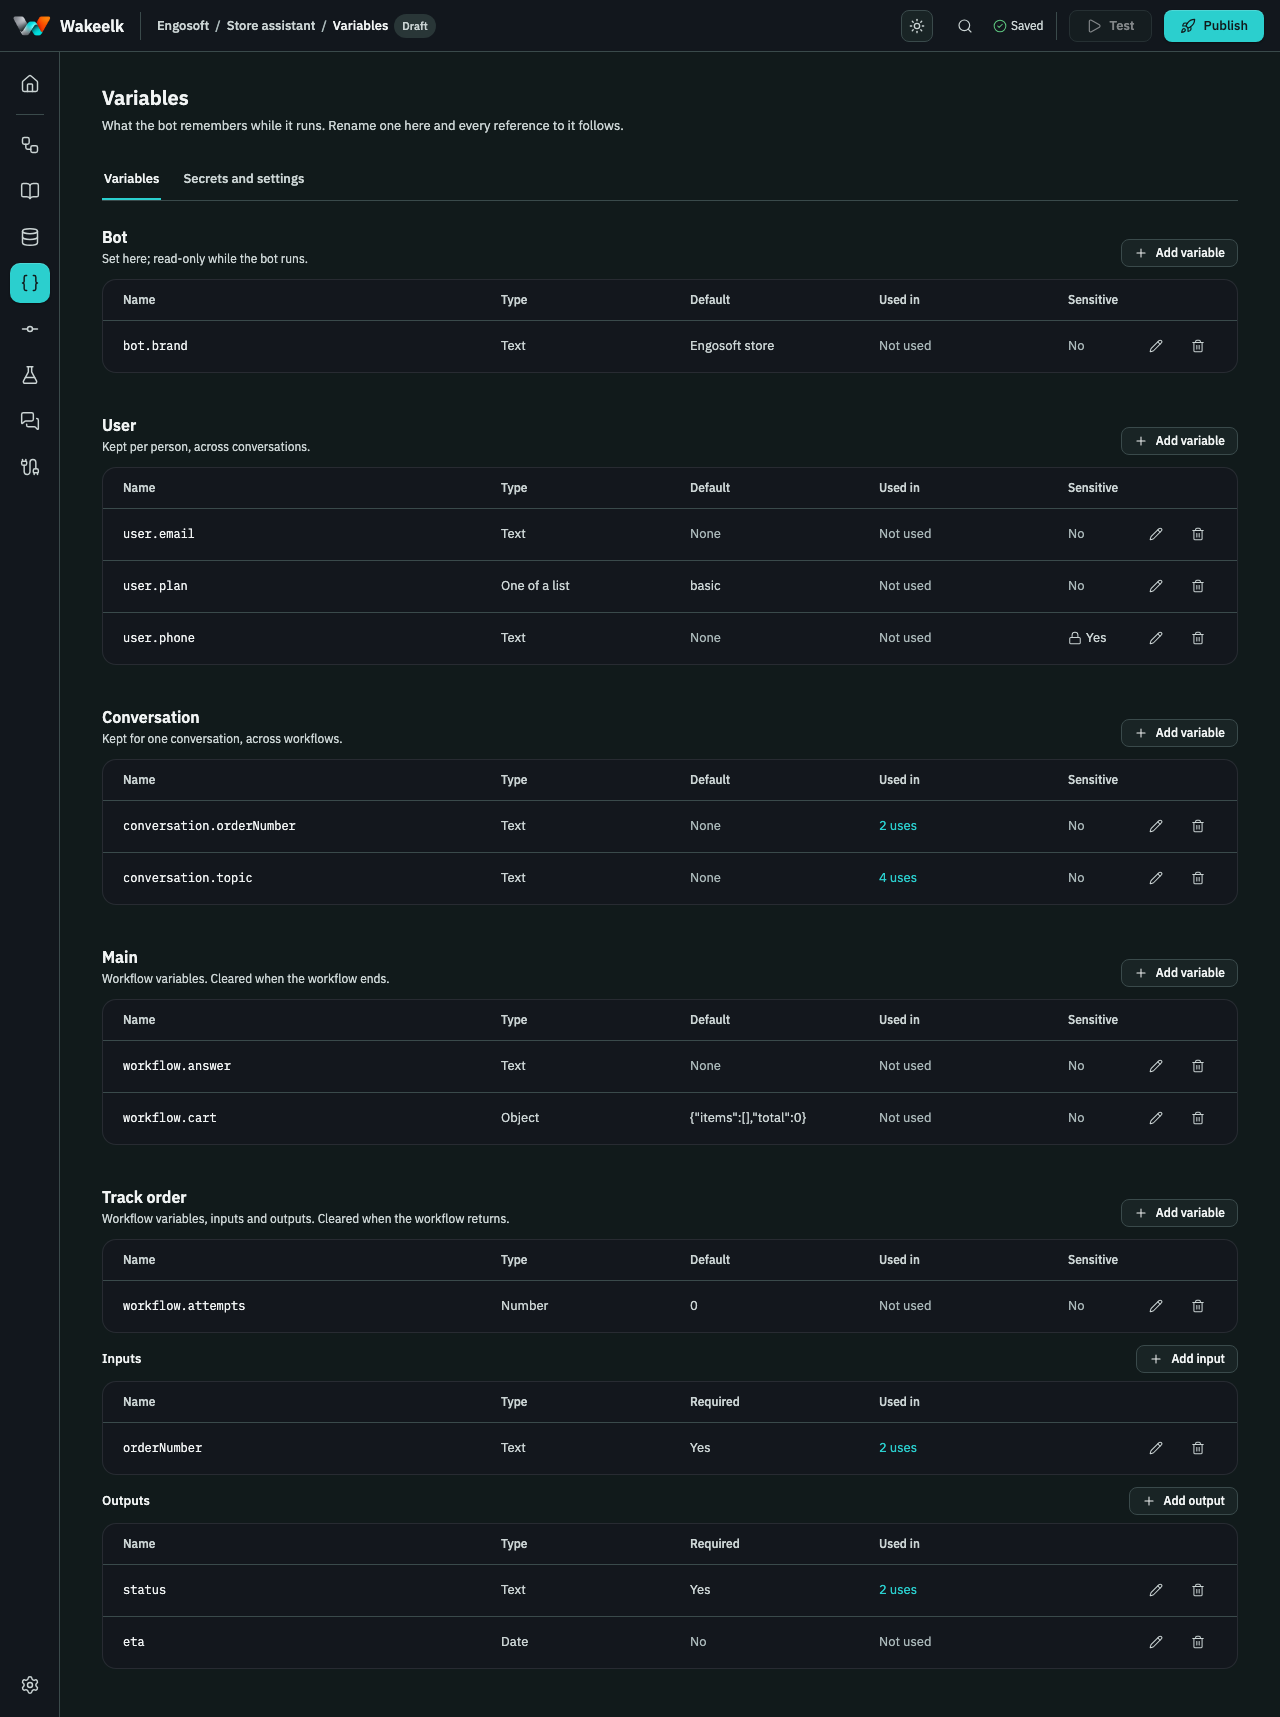 Wakeelk
Engosoft / Store assistant / Variables Draft
Saved
Test
Publish
Variables
What the bot remembers while it runs. Rename one here and every reference to it follows.
Variables Secrets and settings
Bot
Set here; read-only while the bot runs.
+ Add variable
Name Type Default Used in Sensitive
bot.brand Text Engosoft store Not used No
User
Kept per person, across conversations.
+ Add variable
Name Type Default Used in Sensitive
user.email Text None Not used No
user.plan One of a list basic Not used No
user.phone Text None Not used Yes
Conversation
Kept for one conversation, across workflows.
+ Add variable
Name Type Default Used in Sensitive
conversation.orderNumber Text None 2 uses No
conversation.topic Text None 4 uses No
Main
Workflow variables. Cleared when the workflow ends.
+ Add variable
Name Type Default Used in Sensitive
workflow.answer Text None Not used No
workflow.cart Object {"items":[],"total":0} Not used No
Track order
Workflow variables, inputs and outputs. Cleared when the workflow returns.
+ Add variable
Name Type Default Used in Sensitive
workflow.attempts Number 0 Not used No
Inputs
+ Add input
Name Type Required Used in
orderNumber Text Yes 2 uses
Outputs
+ Add output
Name Type Required Used in
status Text Yes 2 uses
eta Date No Not used